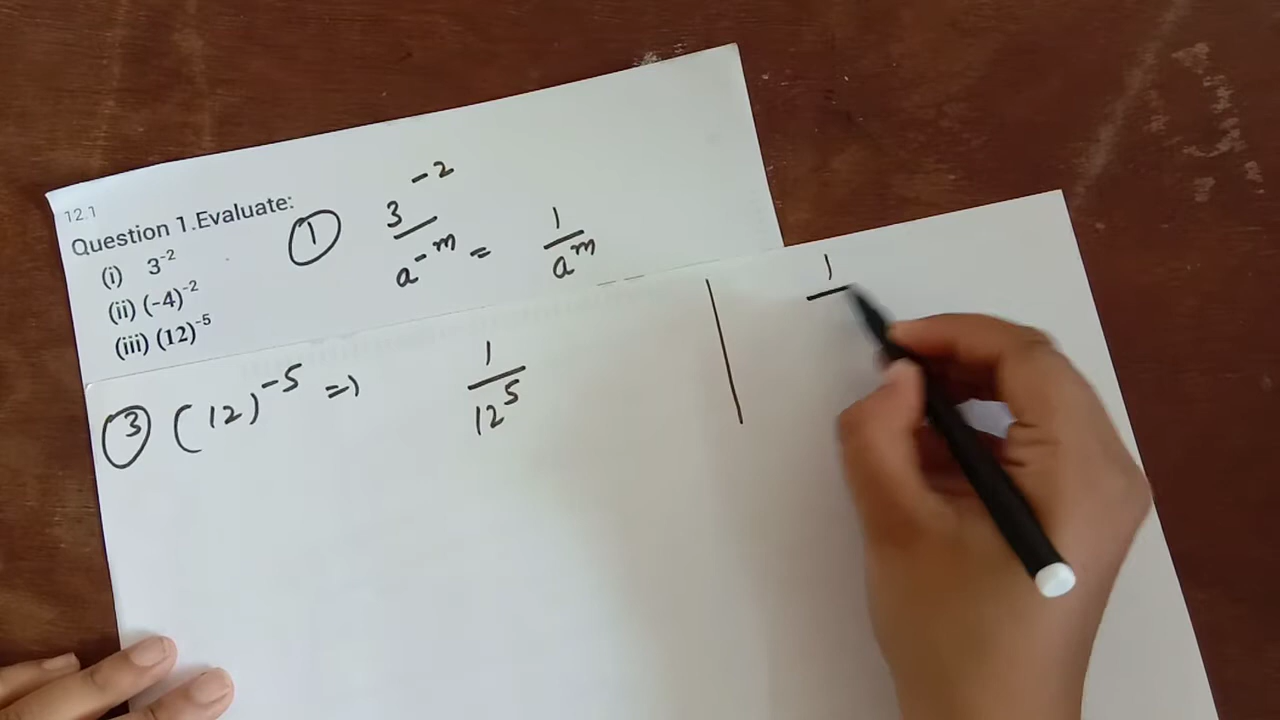 12.1
Question 1.Evaluate:
(i) 3⁻²
(ii) (-4)⁻²
(iii) (12)⁻⁵
① 3⁻²
a⁻ᵐ = 1/aᵐ
③ (12)⁻⁵ => 1/12⁵ | 1/